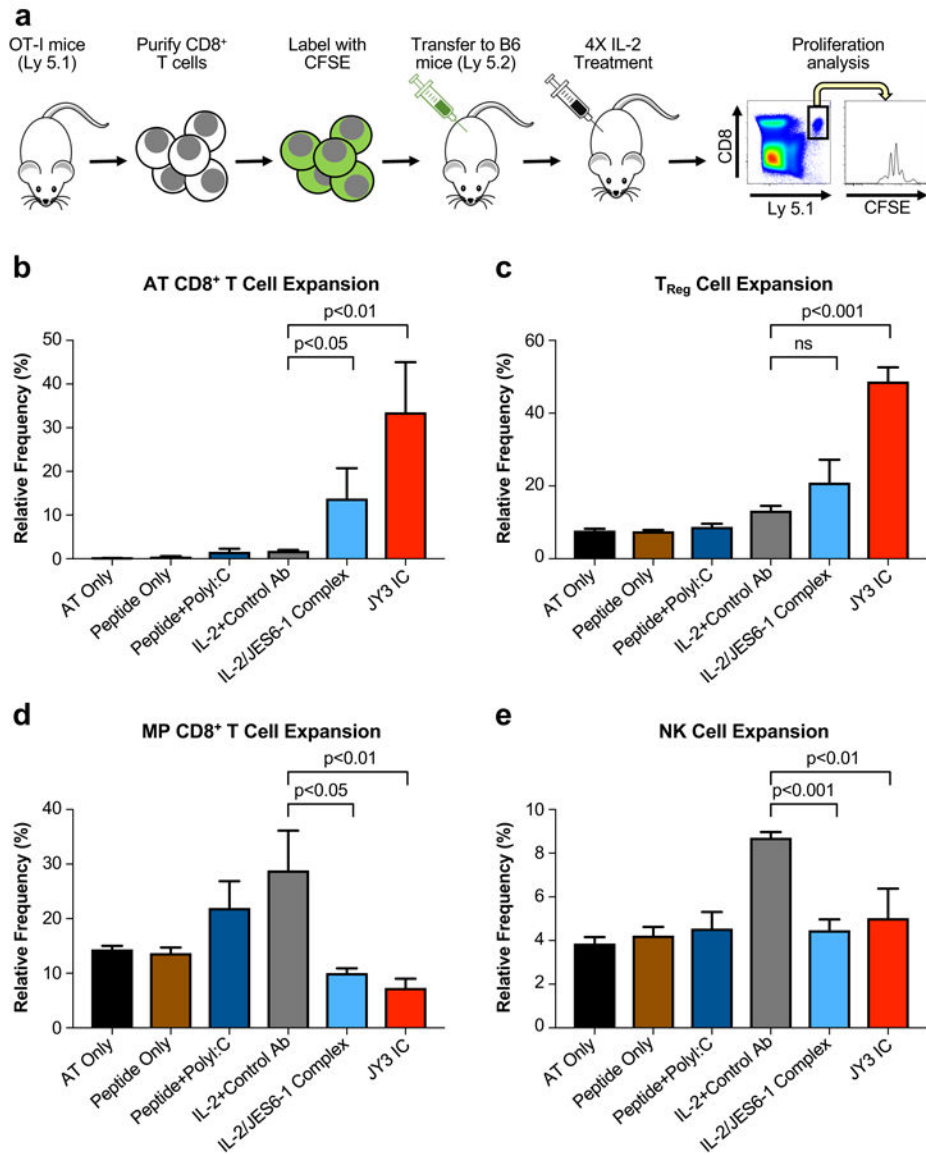 a
OT-I mice
(Ly 5.1)
Purify CD8+
T cells
Label with
CFSE
Transfer to B6
mice (Ly 5.2)
4X IL-2
Treatment
Proliferation
analysis
CD8
Ly 5.1
CFSE
b
AT CD8+ T Cell Expansion
p<0.01
p<0.05
Relative Frequency (%)
50
40
30
20
10
0
AT Only
Peptide Only
Peptide+PolyI:C
IL-2+Control Ab
IL-2/JES6-1 Complex
JY3 IC
c
TReg Cell Expansion
p<0.001
ns
Relative Frequency (%)
60
40
20
0
AT Only
Peptide Only
Peptide+PolyI:C
IL-2+Control Ab
IL-2/JES6-1 Complex
JY3 IC
d
MP CD8+ T Cell Expansion
p<0.01
p<0.05
Relative Frequency (%)
40
30
20
10
0
AT Only
Peptide Only
Peptide+PolyI:C
IL-2+Control Ab
IL-2/JES6-1 Complex
JY3 IC
e
NK Cell Expansion
p<0.01
p<0.001
Relative Frequency (%)
10
8
6
4
2
0
AT Only
Peptide Only
Peptide+PolyI:C
IL-2+Control Ab
IL-2/JES6-1 Complex
JY3 IC